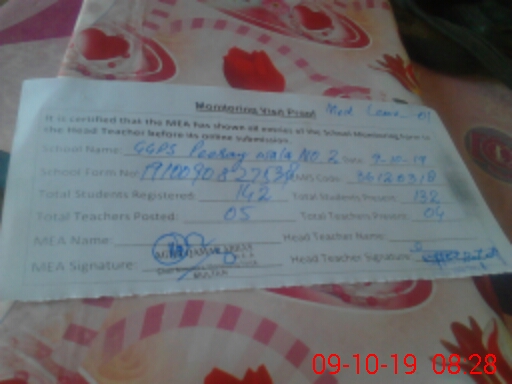 Monitoring Visit Proof Med Leave - 01
It is certified that the MEA has shown all entries of the School Monitoring form to
the Head Teacher before its online submission.
School Name: GGPS Peeray wala NO. 2 Date: 9-10-19
School Form No: EMIS Code: 36120318
Total Students Registered: 142 Total Students Present: 132
Total Teachers Posted: 05 Total Teachers Present: 04
MEA Name: Head Teacher Name:
MEA Signature: MULTAN Head Teacher Signature:
09-10-19 08:28